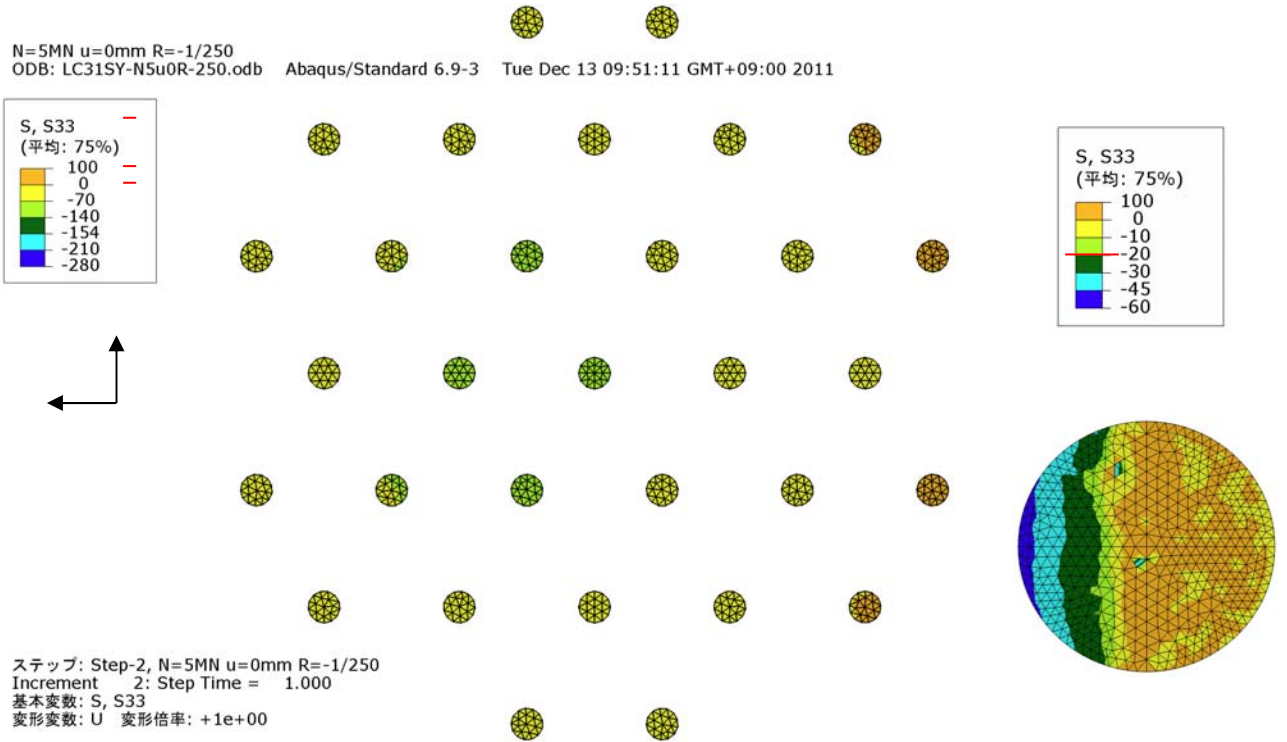 N=5MN u=0mm R=-1/250
ODB: LC31SY-N5u0R-250.odb Abaqus/Standard 6.9-3 Tue Dec 13 09:51:11 GMT+09:00 2011
S, S33
(平均: 75%)
100
0
-70
-140
-154
-210
-280
S, S33
(平均: 75%)
100
0
-10
-20
-30
-45
-60
ステップ: Step-2, N=5MN u=0mm R=-1/250
Increment 2: Step Time = 1.000
基本変数: S, S33
変形変数: U 変形倍率: +1e+00